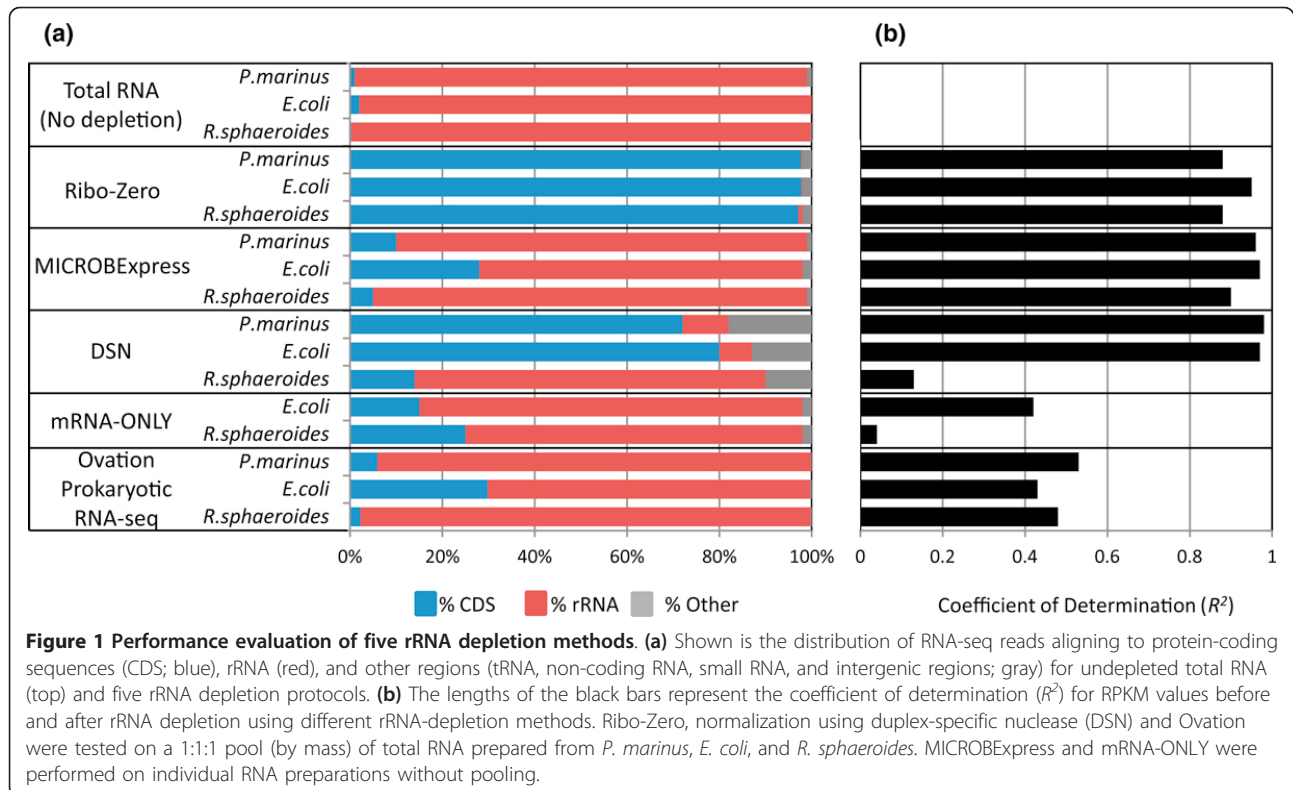 (a)
(b)
Total RNA
(No depletion)
P.marinus
E.coli
R.sphaeroides
Ribo-Zero
P.marinus
E.coli
R.sphaeroides
MICROBExpress
P.marinus
E.coli
R.sphaeroides
DSN
P.marinus
E.coli
R.sphaeroides
mRNA-ONLY
E.coli
R.sphaeroides
Ovation
Prokaryotic
RNA-seq
P.marinus
E.coli
R.sphaeroides
0% 20% 40% 60% 80% 100%
0 0.2 0.4 0.6 0.8 1
% CDS % rRNA % Other
Coefficient of Determination (R²)
Figure 1 Performance evaluation of five rRNA depletion methods. (a) Shown is the distribution of RNA-seq reads aligning to protein-coding
sequences (CDS; blue), rRNA (red), and other regions (tRNA, non-coding RNA, small RNA, and intergenic regions; gray) for undepleted total RNA
(top) and five rRNA depletion protocols. (b) The lengths of the black bars represent the coefficient of determination (R²) for RPKM values before
and after rRNA depletion using different rRNA-depletion methods. Ribo-Zero, normalization using duplex-specific nuclease (DSN) and Ovation
were tested on a 1:1:1 pool (by mass) of total RNA prepared from P. marinus, E. coli, and R. sphaeroides. MICROBExpress and mRNA-ONLY were
performed on individual RNA preparations without pooling.